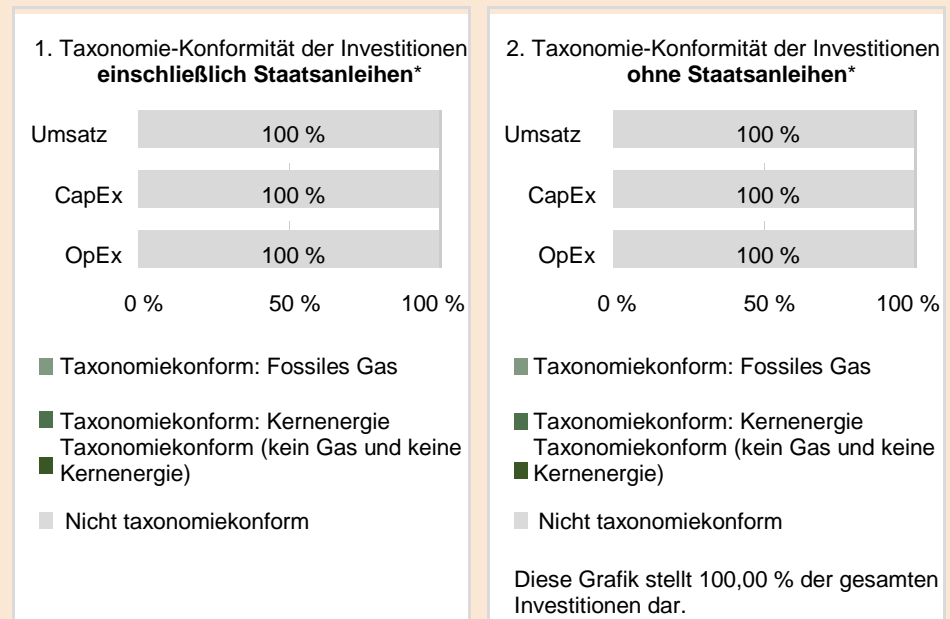 1. Taxonomie-Konformität der Investitionen
einschließlich Staatsanleihen*
Umsatz 100 %
CapEx 100 %
OpEx 100 %
0 % 50 % 100 %
Taxonomiekonform: Fossiles Gas
Taxonomiekonform: Kernenergie
Taxonomiekonform (kein Gas und keine
Kernenergie)
Nicht taxonomiekonform
2. Taxonomie-Konformität der Investitionen
ohne Staatsanleihen*
Umsatz 100 %
CapEx 100 %
OpEx 100 %
0 % 50 % 100 %
Taxonomiekonform: Fossiles Gas
Taxonomiekonform: Kernenergie
Taxonomiekonform (kein Gas und keine
Kernenergie)
Nicht taxonomiekonform
Diese Grafik stellt 100,00 % der gesamten
Investitionen dar.